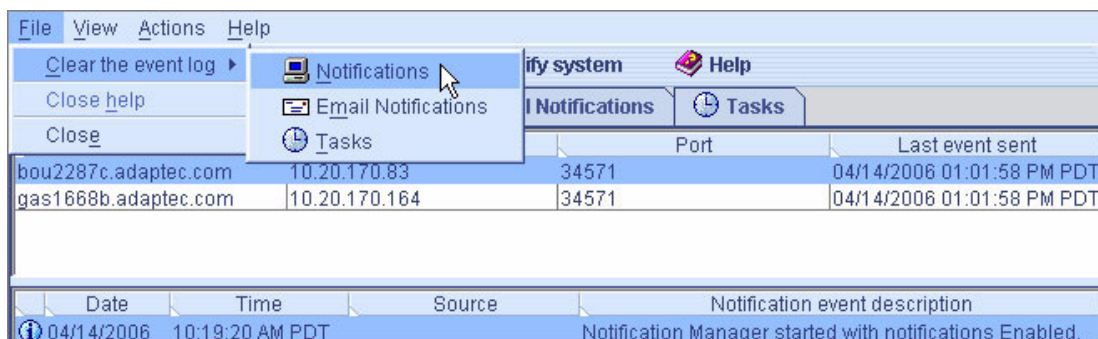 File View Actions Help
Clear the event log
Notifications
ify system
Help
Close help
Email Notifications
l Notifications
Tasks
Close
Tasks
Port
Last event sent
bou2287c.adaptec.com 10.20.170.83 34571 04/14/2006 01:01:58 PM PDT
gas1668b.adaptec.com 10.20.170.164 34571 04/14/2006 01:01:58 PM PDT
Date Time Source Notification event description
04/14/2006 10:19:20 AM PDT Notification Manager started with notifications Enabled.